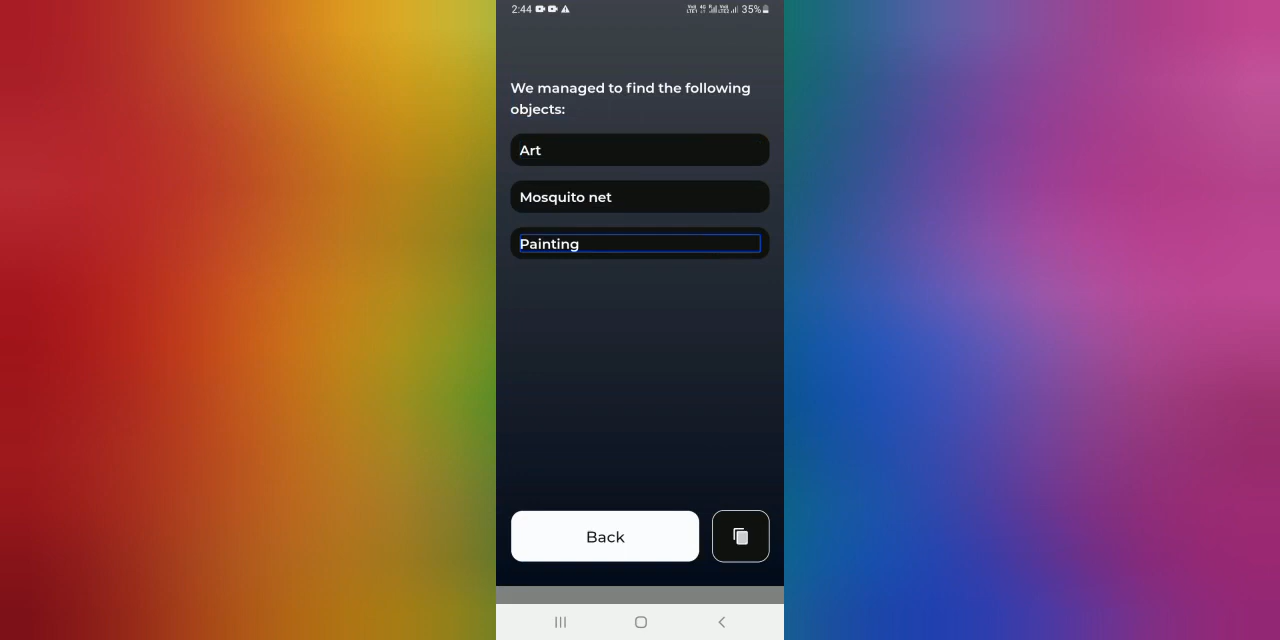 2:44 35%
We managed to find the following
objects:
Art
Mosquito net
Painting
Back